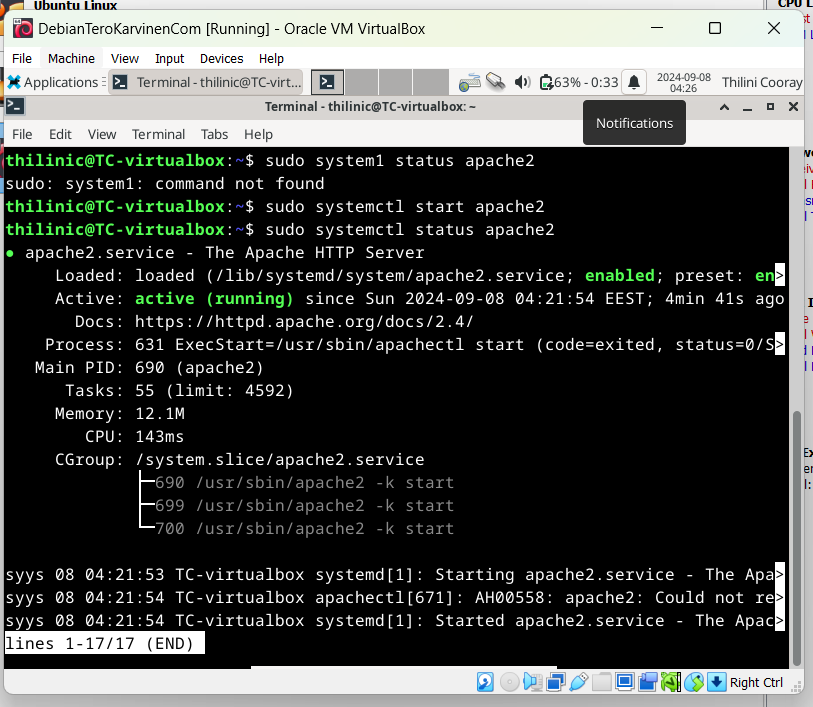 Ubuntu Linux
CPU L
DebianTeroKarvinenCom [Running] - Oracle VM VirtualBox
File Machine View Input Devices Help
Applications Terminal - thilinic@TC-virt... 63% - 0:33 2024-09-08 04:26 Thilini Cooray
Terminal - thilinic@TC-virtualbox: ~
Notifications
File Edit View Terminal Tabs Help
thilinic@TC-virtualbox:~$ sudo system1 status apache2
sudo: system1: command not found
thilinic@TC-virtualbox:~$ sudo systemctl start apache2
thilinic@TC-virtualbox:~$ sudo systemctl status apache2
● apache2.service - The Apache HTTP Server
Loaded: loaded (/lib/systemd/system/apache2.service; enabled; preset: en>
Active: active (running) since Sun 2024-09-08 04:21:54 EEST; 4min 41s ago
Docs: https://httpd.apache.org/docs/2.4/
Process: 631 ExecStart=/usr/sbin/apachectl start (code=exited, status=0/S>
Main PID: 690 (apache2)
Tasks: 55 (limit: 4592)
Memory: 12.1M
CPU: 143ms
CGroup: /system.slice/apache2.service
├─690 /usr/sbin/apache2 -k start
├─699 /usr/sbin/apache2 -k start
└─700 /usr/sbin/apache2 -k start
syys 08 04:21:53 TC-virtualbox systemd[1]: Starting apache2.service - The Apa>
syys 08 04:21:54 TC-virtualbox apachectl[671]: AH00558: apache2: Could not re>
syys 08 04:21:54 TC-virtualbox systemd[1]: Started apache2.service - The Apac>
lines 1-17/17 (END)
Right Ctrl